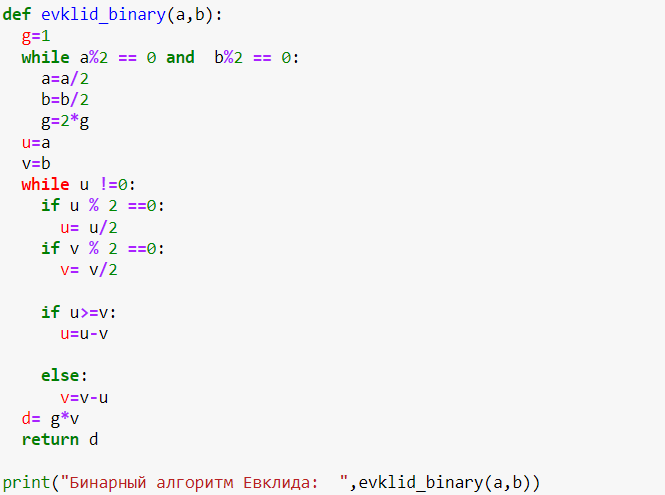 def evklid_binary(a,b):
  g=1
  while a%2 == 0 and  b%2 == 0:
    a=a/2
    b=b/2
    g=2*g
  u=a
  v=b
  while u !=0:
    if u % 2 ==0:
      u= u/2
    if v % 2 ==0:
      v= v/2

    if u>=v:
      u=u-v

    else:
      v=v-u
  d= g*v
  return d

print("Бинарный алгоритм Евклида:  ",evklid_binary(a,b))